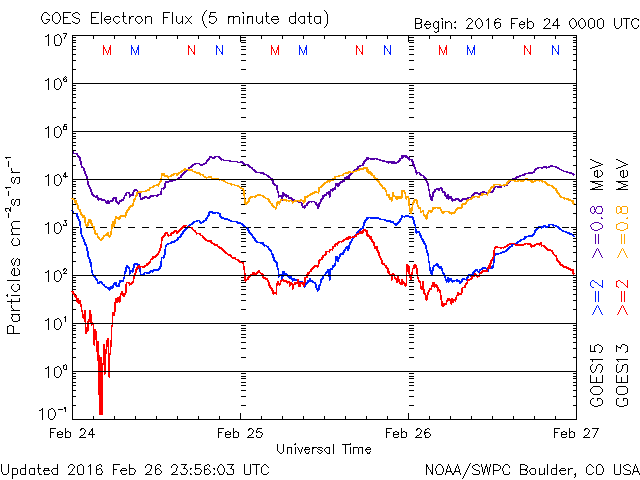 GOES Electron Flux (5 minute data)
Begin: 2016 Feb 24 0000 UTC
M M N N M M N N M M N N
10⁷
10⁶
10⁵
10⁴
10³
10²
10¹
10⁰
10⁻¹
Particles cm⁻²s⁻¹sr⁻¹
Feb 24 Feb 25 Feb 26 Feb 27
Universal Time
GOES15 >=2 >=0.8 MeV
GOES13 >=2 >=0.8 MeV
Updated 2016 Feb 26 23:56:03 UTC
NOAA/SWPC Boulder, CO USA